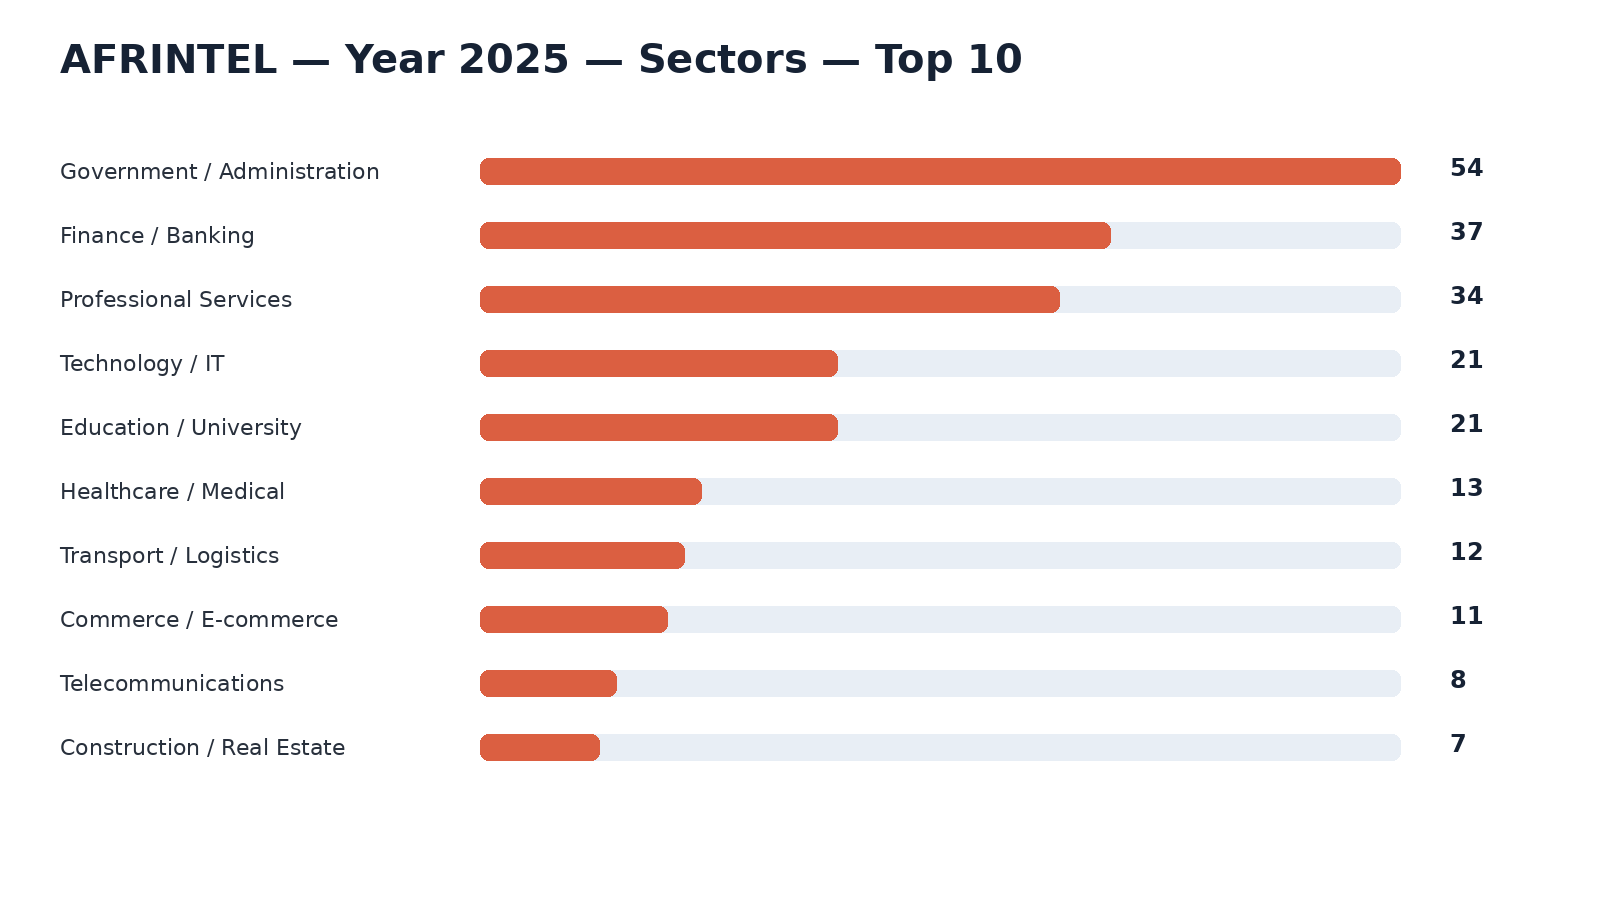 AFRINTEL — Year 2025 — Sectors — Top 10
Government / Administration 54
Finance / Banking 37
Professional Services 34
Technology / IT 21
Education / University 21
Healthcare / Medical 13
Transport / Logistics 12
Commerce / E-commerce 11
Telecommunications 8
Construction / Real Estate 7